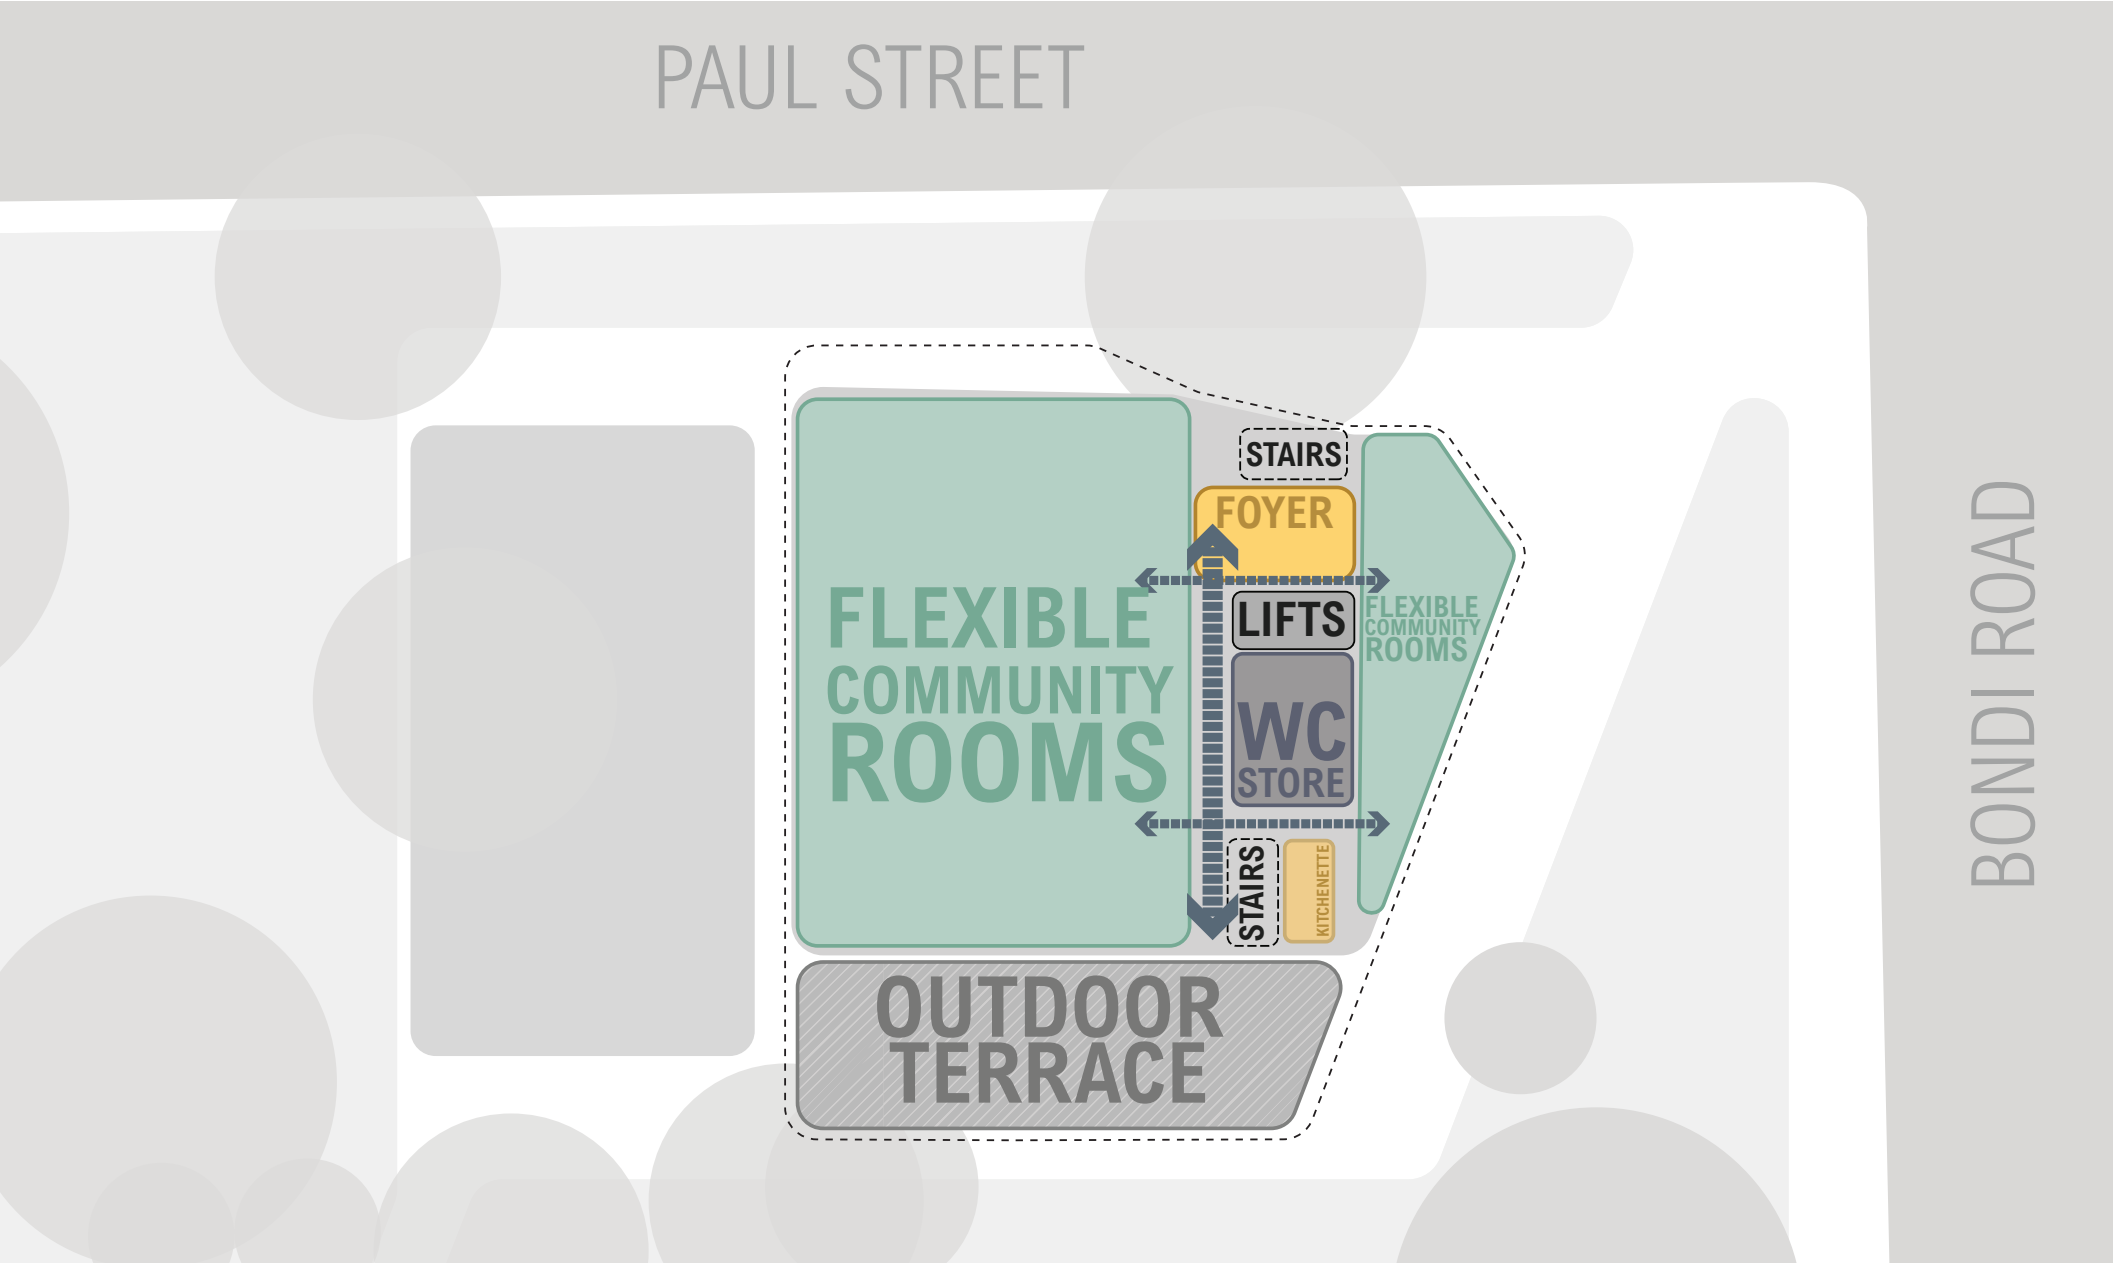 PAUL STREET
STAIRS
FOYER
FLEXIBLE
COMMUNITY
ROOMS
LIFTS
FLEXIBLE
COMMUNITY
ROOMS
WC
STORE
STAIRS
KITCHENETTE
OUTDOOR
TERRACE
BONDI ROAD